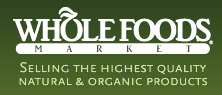 WHOLE FOODS
MARKET
SELLING THE HIGHEST QUALITY
NATURAL & ORGANIC PRODUCTS